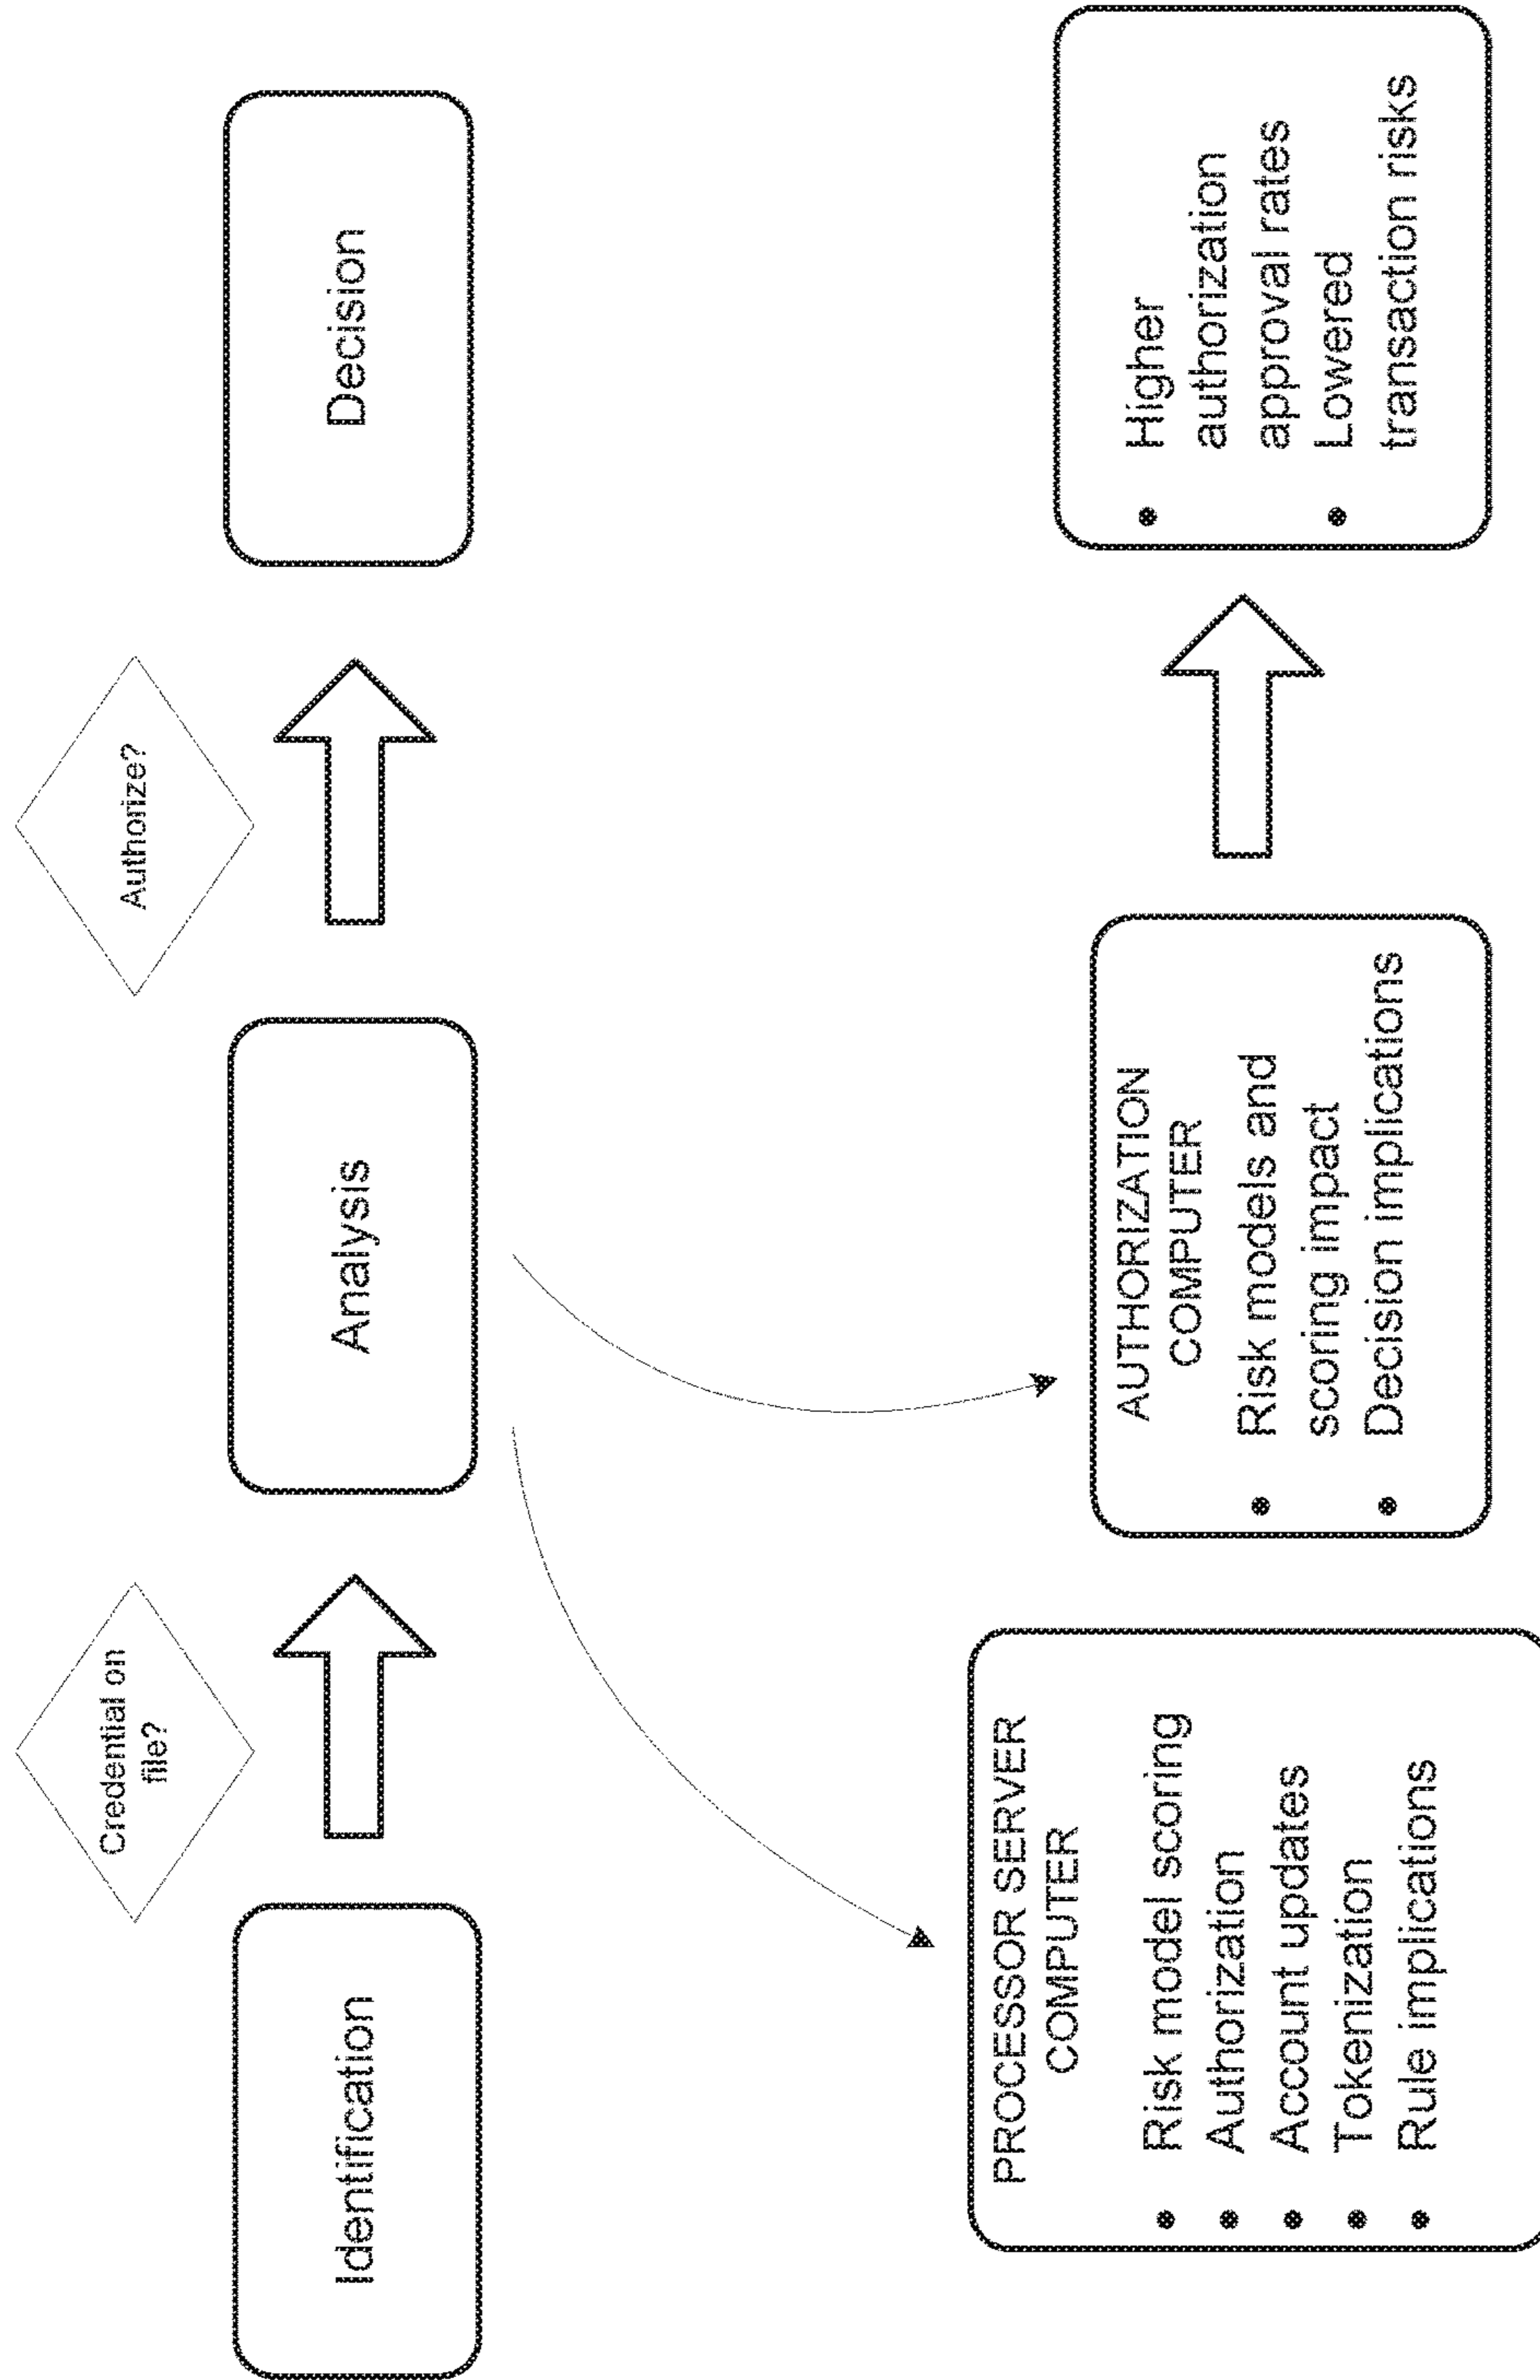 Credential on
file?
Authorize?
Identification
Analysis
Decision
PROCESSOR SERVER
COMPUTER
• Risk model scoring
• Authorization
• Account updates
• Tokenization
• Rule implications
AUTHORIZATION
COMPUTER
• Risk models and
scoring impact
• Decision implications
• Higher
authorization
approval rates
• Lowered
transaction risks